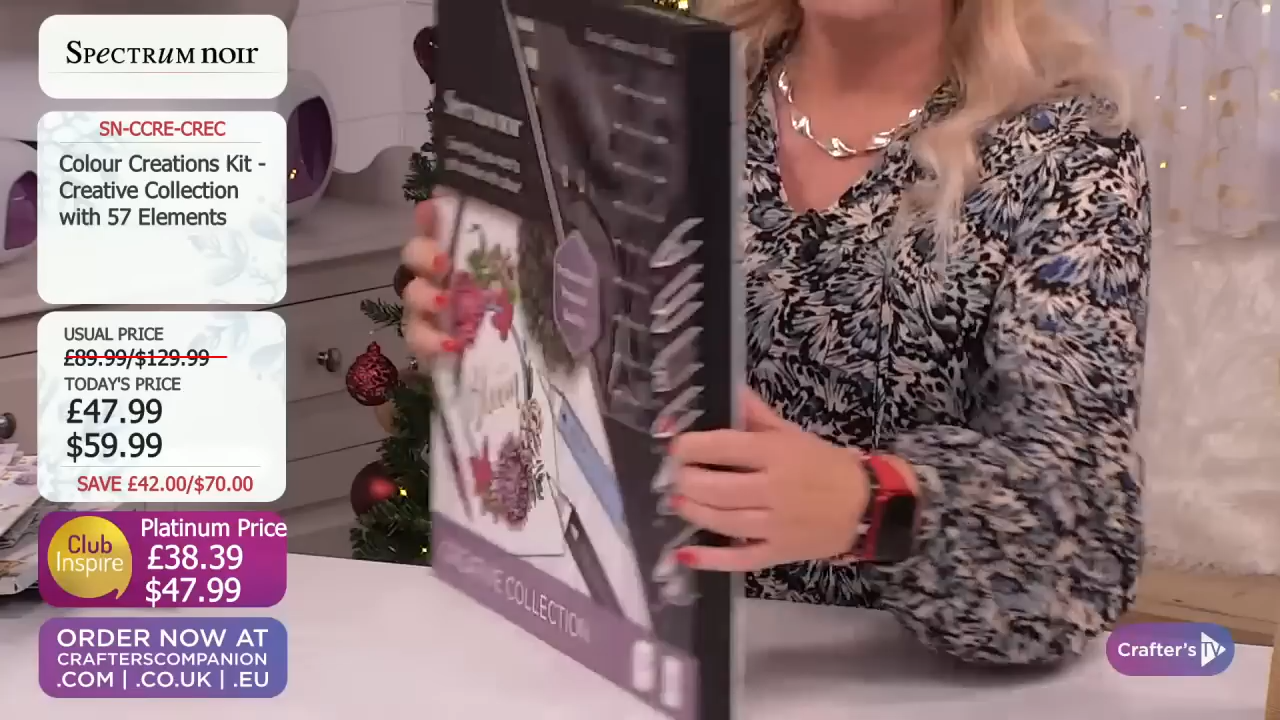 SPECTRUM NOIR
SN-CCRE-CREC
Colour Creations Kit -
Creative Collection
with 57 Elements
USUAL PRICE
£89.99/$129.99
TODAY'S PRICE
£47.99
$59.99
SAVE £42.00/$70.00
Club
Inspire
Platinum Price
£38.39
$47.99
ORDER NOW AT
CRAFTERSCOMPANION
.COM | .CO.UK | .EU
CREATIVE COLLECTION
Crafter's TV